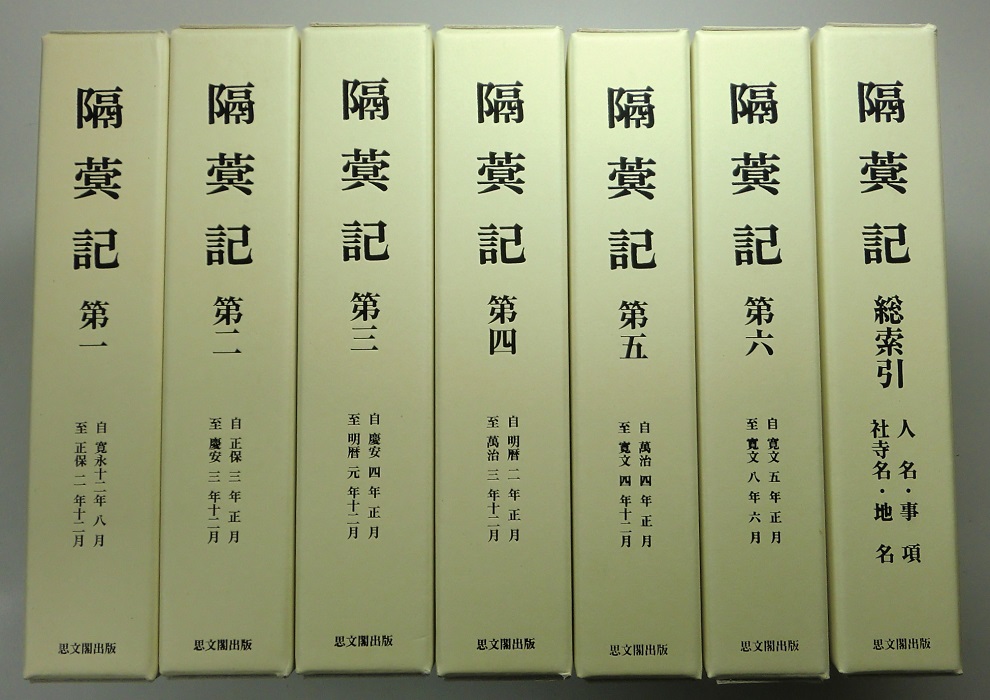 隔蓂記 第一
自 寛永十二年 八月
至 正保 二 年十二月
思文閣出版
隔蓂記 第二
自 正保 三 年 正月
至 慶安 三 年十二月
思文閣出版
隔蓂記 第三
自 慶安 四 年 正月
至 明暦 元 年十二月
思文閣出版
隔蓂記 第四
自 明暦 二 年 正月
至 萬治 三 年十二月
思文閣出版
隔蓂記 第五
自 萬治 四 年 正月
至 寛文 四 年十二月
思文閣出版
隔蓂記 第六
自 寛文 五 年 正月
至 寛文 八 年 六月
思文閣出版
隔蓂記 総索引
人名・事項
社寺名・地名
思文閣出版